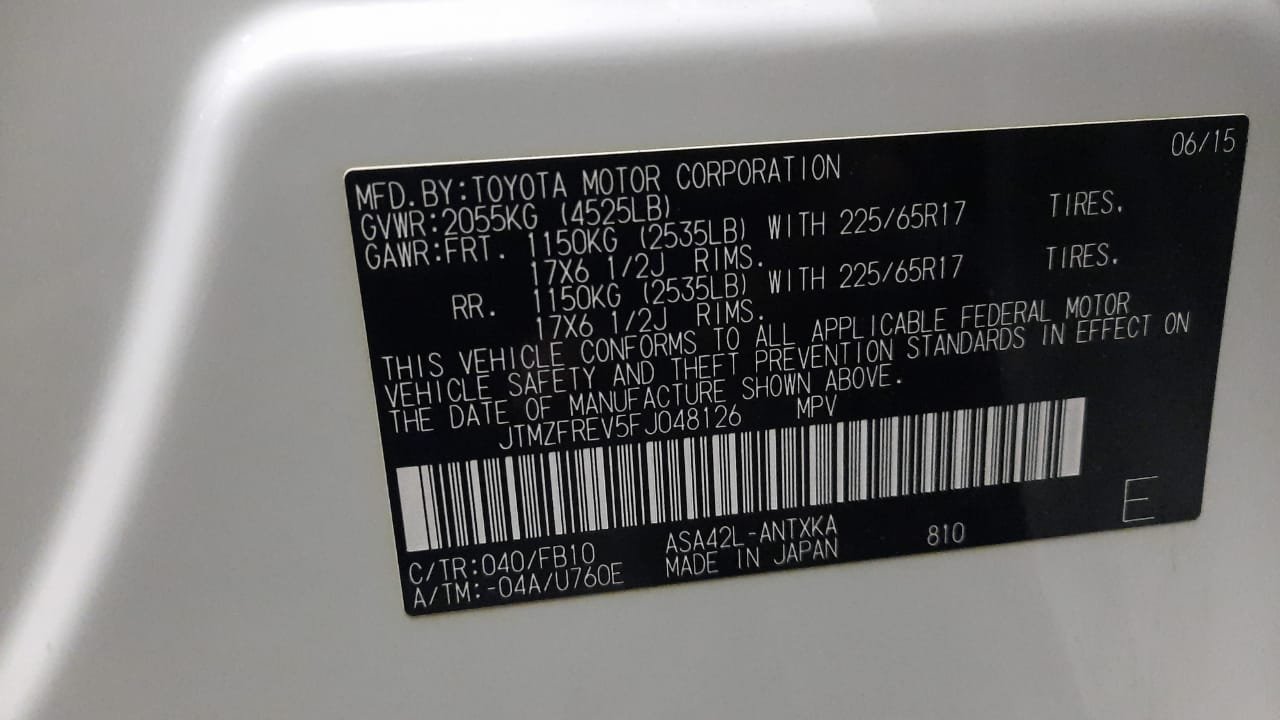 06/15
MFD.BY:TOYOTA MOTOR CORPORATION
GVWR:2055KG (4525LB)
GAWR:FRT. 1150KG (2535LB) WITH 225/65R17 TIRES.
17X6 1/2J RIMS.
RR. 1150KG (2535LB) WITH 225/65R17 TIRES.
17X6 1/2J RIMS.
THIS VEHICLE CONFORMS TO ALL APPLICABLE FEDERAL MOTOR
VEHICLE SAFETY AND THEFT PREVENTION STANDARDS IN EFFECT ON
THE DATE OF MANUFACTURE SHOWN ABOVE.
JTMZFREV5FJ048126 MPV
C/TR:040/FB10 ASA42L-ANTXKA 810 E
A/TM:-04A/U760E MADE IN JAPAN